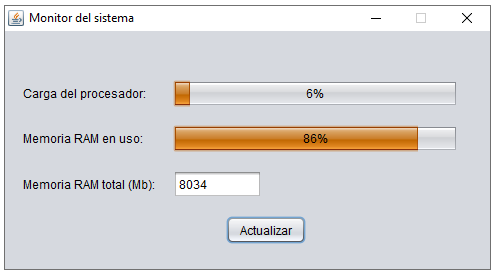 Monitor del sistema
Carga del procesador: 6%
Memoria RAM en uso: 86%
Memoria RAM total (Mb): 8034
Actualizar